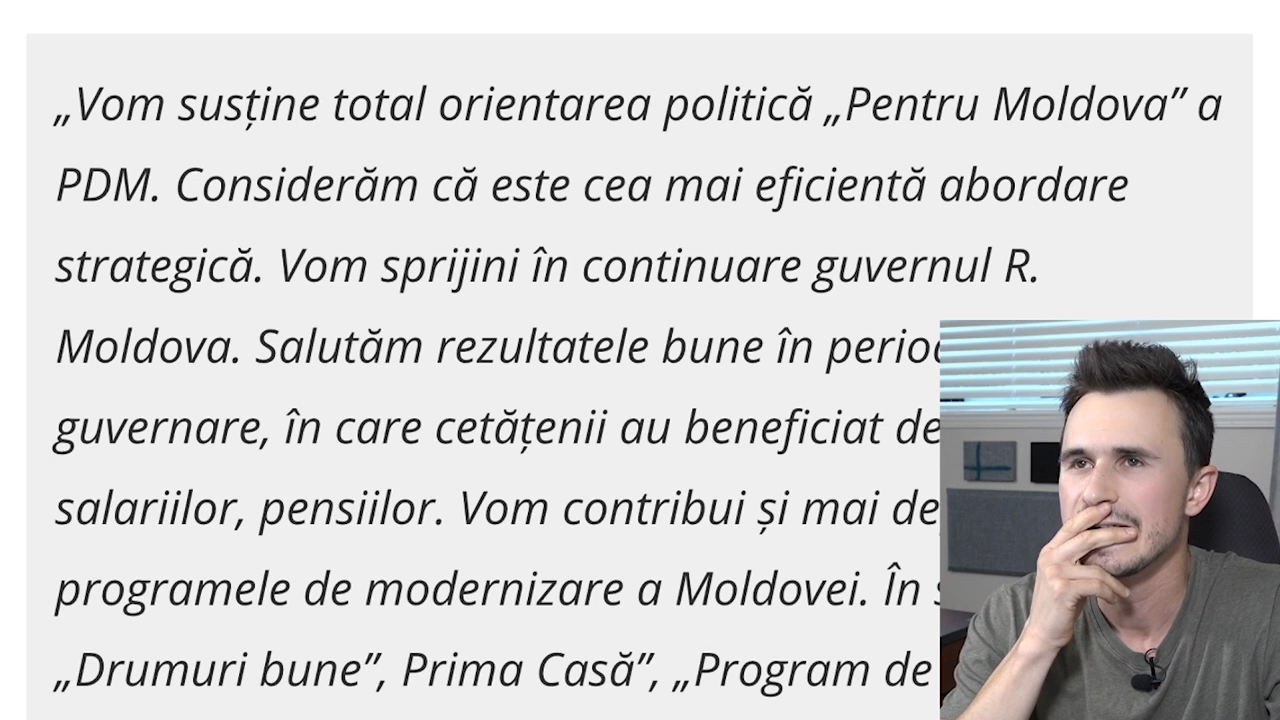 „Vom susține total orientarea politică „Pentru Moldova” a
PDM. Considerăm că este cea mai eficientă abordare
strategică. Vom sprijini în continuare guvernul R.
Moldova. Salutăm rezultatele bune în
guvernare, în care cetățenii au beneficiat de
salariilor, pensiilor. Vom contribui și mai
programele de modernizare a Moldovei. În
„Drumuri bune”, Prima Casă”, „Program de